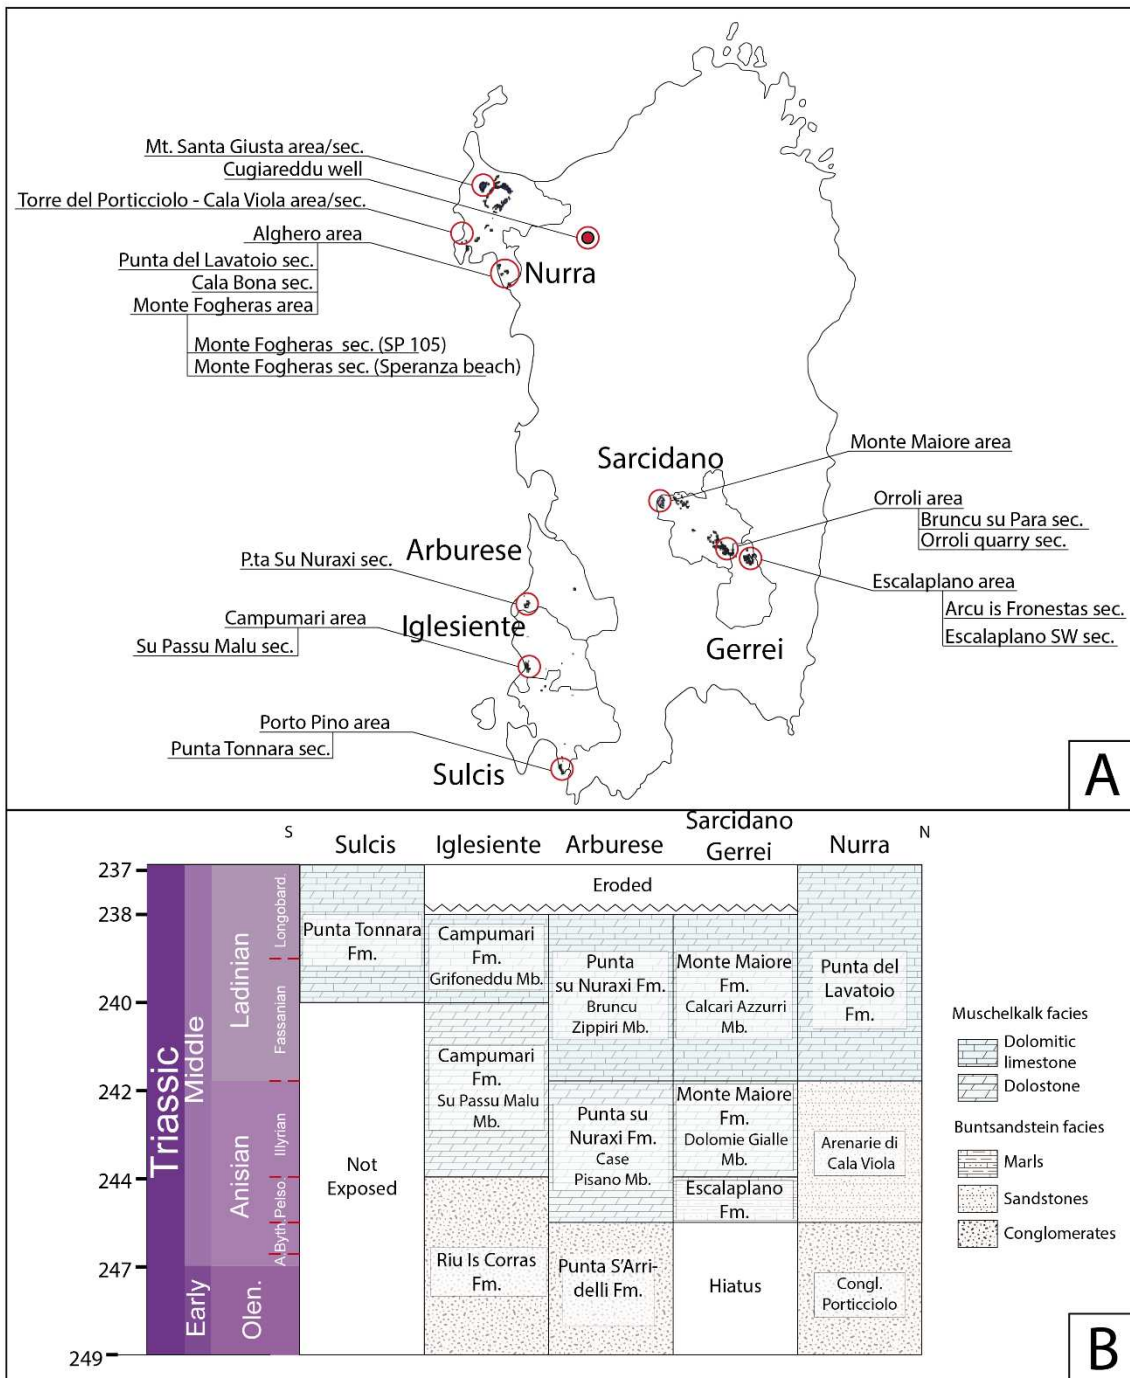 Mt. Santa Giusta area/sec.
Cugiareddu well
Torre del Porticciolo - Cala Viola area/sec.
Alghero area
Punta del Lavatoio sec.
Cala Bona sec.
Monte Fogheras area
Monte Fogheras sec. (SP 105)
Monte Fogheras sec. (Speranza beach)
Nurra
Sarcidano
Monte Maiore area
Orroli area
Bruncu su Para sec.
Orroli quarry sec.
Escalaplano area
Arcu is Fronestas sec.
Escalaplano SW sec.
Gerrei
Arburese
P.ta Su Nuraxi sec.
Campumari area
Iglesiente
Su Passu Malu sec.
Porto Pino area
Punta Tonnara sec.
Sulcis
A
S
Sulcis
Iglesiente
Arburese
Sarcidano
Gerrei
Nurra
N
237
238
240
242
244
247
249
Triassic
Middle
Early
Ladinian
Anisian
Olen.
Longobard.
Fassanian
Illyrian
Pelso.
Byth.
A.
Punta Tonnara
Fm.
Not
Exposed
Eroded
Campumari
Fm.
Grifoneddu Mb.
Campumari
Fm.
Su Passu Malu
Mb.
Riu Is Corras
Fm.
Punta
su Nuraxi Fm.
Bruncu
Zippiri Mb.
Punta su
Nuraxi Fm.
Case
Pisano Mb.
Punta S'Arri-
delli Fm.
Monte Maiore
Fm.
Calcari Azzurri
Mb.
Monte Maiore
Fm.
Dolomie Gialle
Mb.
Escalaplano
Fm.
Hiatus
Punta del
Lavatoio
Fm.
Arenarie di
Cala Viola
Congl.
Porticciolo
Muschelkalk facies
Dolomitic
limestone
Dolostone
Buntsandstein facies
Marls
Sandstones
Conglomerates
B